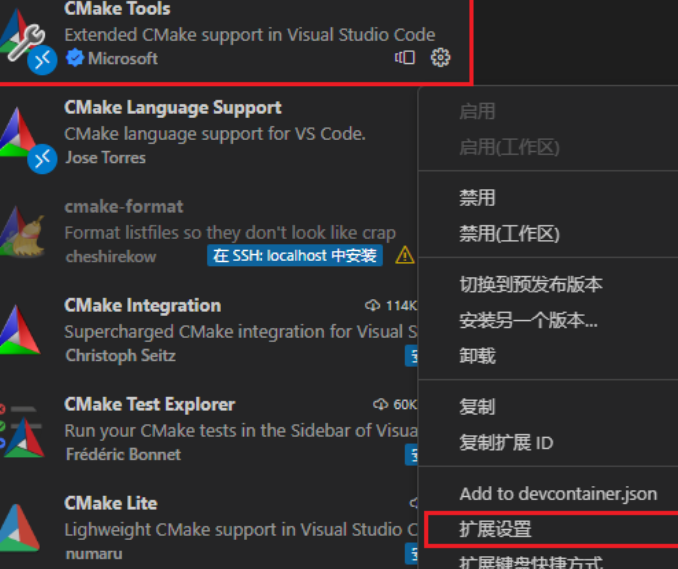 CMake Tools
Extended CMake support in Visual Studio Code
Microsoft
CMake Language Support
CMake language support for VS Code.
Jose Torres
cmake-format
Format listfiles so they don't look like crap
cheshirekow
在 SSH: localhost 中安装
CMake Integration
114K
Supercharged CMake integration for Visual S
Christoph Seitz
CMake Test Explorer
60K
Run your CMake tests in the Sidebar of Visua
Frédéric Bonnet
CMake Lite
Lighweight CMake support in Visual Studio C
numaru
启用
启用(工作区)
禁用
禁用(工作区)
切换到预发布版本
安装另一个版本...
卸载
复制
复制扩展 ID
Add to devcontainer.json
扩展设置
扩展键盘快捷方式